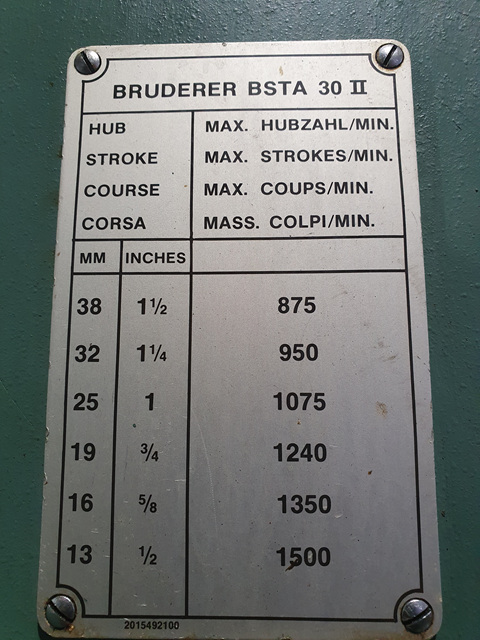 BRUDERER BSTA 30 II
HUB MAX. HUBZAHL/MIN.
STROKE MAX. STROKES/MIN.
COURSE MAX. COUPS/MIN.
CORSA MASS. COLPI/MIN.
MM INCHES
38 1½ 875
32 1¼ 950
25 1 1075
19 ¾ 1240
16 ⅝ 1350
13 ½ 1500
2015492100